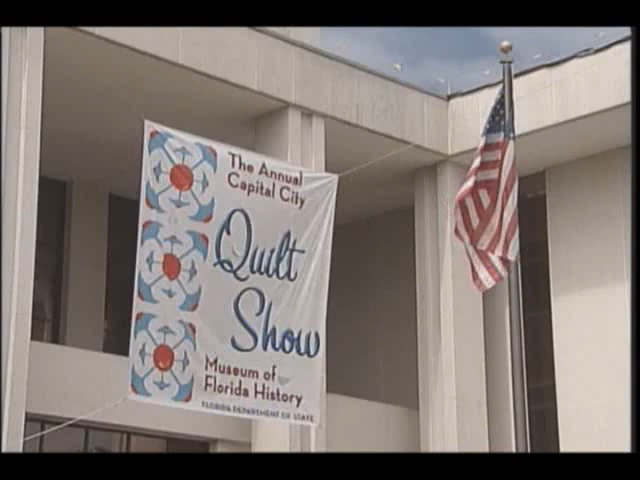 The Annual
Capital City
Quilt
Show
Museum of
Florida History
FLORIDA DEPARTMENT OF STATE